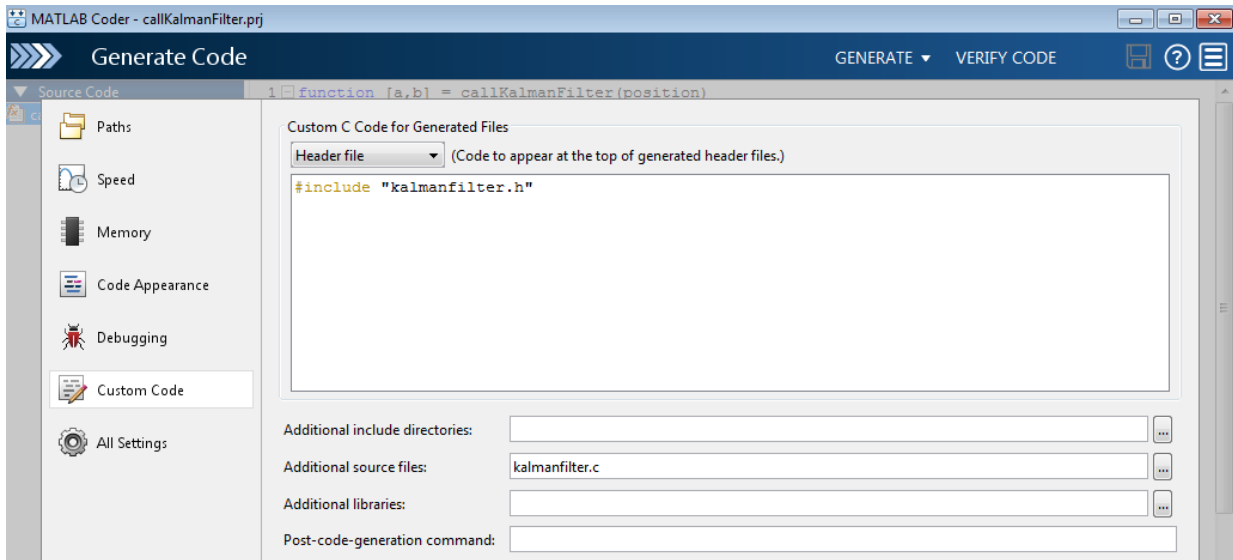 MATLAB Coder - callKalmanFilter.prj
Generate Code
GENERATE
VERIFY CODE
Source Code
1 function [a,b] = callKalmanFilter(position)
Paths
Speed
Memory
Code Appearance
Debugging
Custom Code
All Settings
Custom C Code for Generated Files
Header file (Code to appear at the top of generated header files.)
#include "kalmanfilter.h"
Additional include directories: ...
Additional source files: kalmanfilter.c ...
Additional libraries: ...
Post-code-generation command: